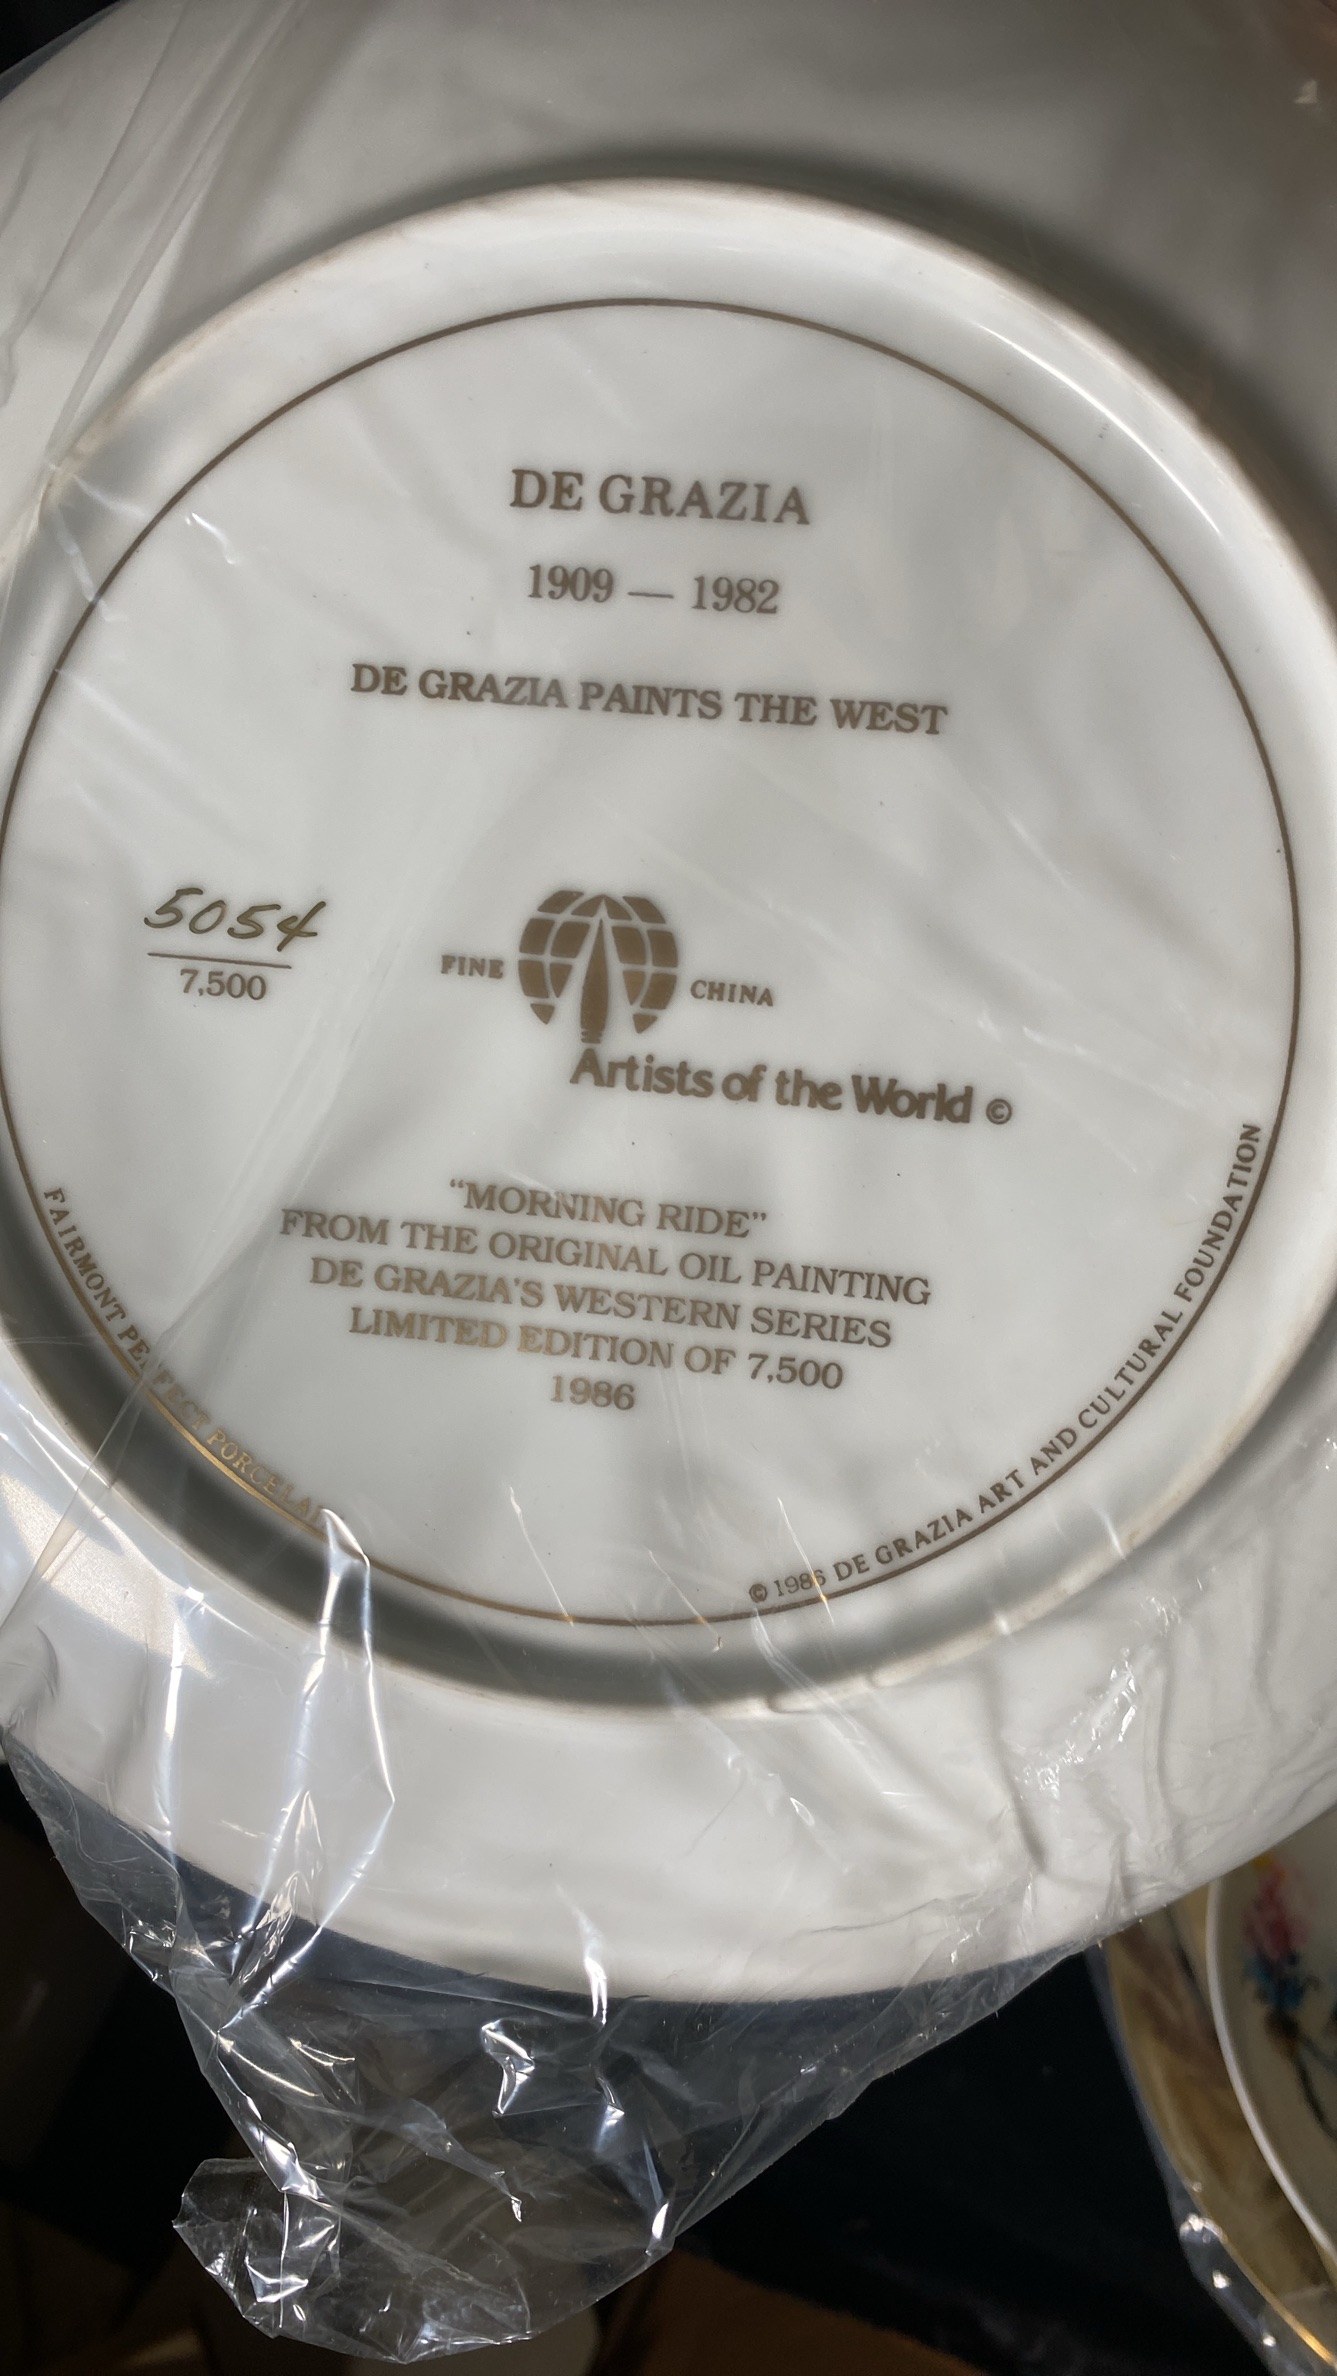 DE GRAZIA
1909 — 1982
DE GRAZIA PAINTS THE WEST
5054
7,500
FINE CHINA
Artists of the World ©
“MORNING RIDE”
FROM THE ORIGINAL OIL PAINTING
DE GRAZIA'S WESTERN SERIES
LIMITED EDITION OF 7,500
1986
FAIRMONT PERFECT PORCELAIN
© 1986 DE GRAZIA ART AND CULTURAL FOUNDATION